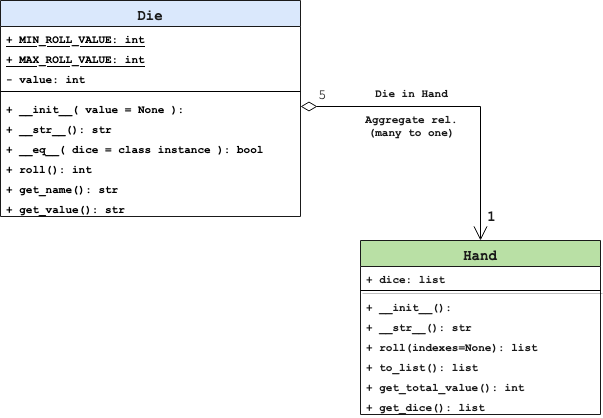 Die
+ MIN_ROLL_VALUE: int
+ MAX_ROLL_VALUE: int
- value: int
+ __init__( value = None ):
+ __str__(): str
+ __eq__( dice = class instance ): bool
+ roll(): int
+ get_name(): str
+ get_value(): str
5
Die in Hand
Aggregate rel.
(many to one)
1
Hand
+ dice: list
+ __init__():
+ __str__(): str
+ roll(indexes=None): list
+ to_list(): list
+ get_total_value(): int
+ get_dice(): list